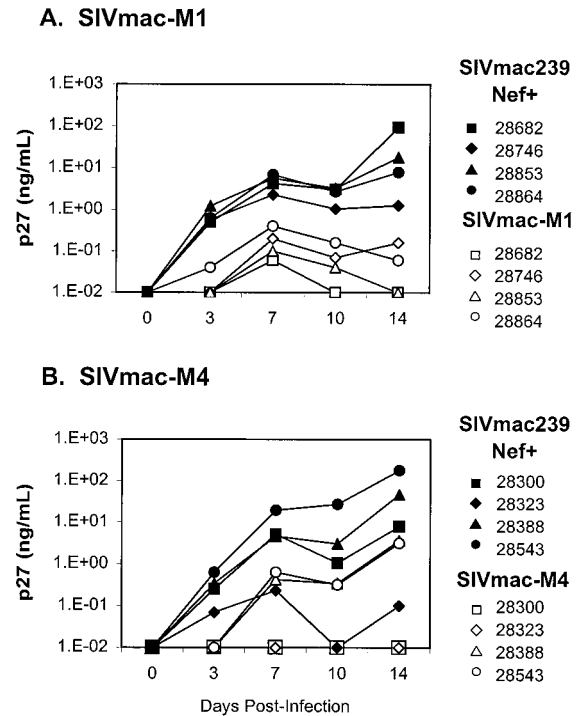 A. SIVmac-M1
p27 (ng/mL)
1.E+03
1.E+02
1.E+01
1.E+00
1.E-01
1.E-02
0 3 7 10 14
SIVmac239
Nef+
28682
28746
28853
28864
SIVmac-M1
28682
28746
28853
28864
B. SIVmac-M4
p27 (ng/mL)
1.E+03
1.E+02
1.E+01
1.E+00
1.E-01
1.E-02
0 3 7 10 14
Days Post-Infection
SIVmac239
Nef+
28300
28323
28388
28543
SIVmac-M4
28300
28323
28388
28543